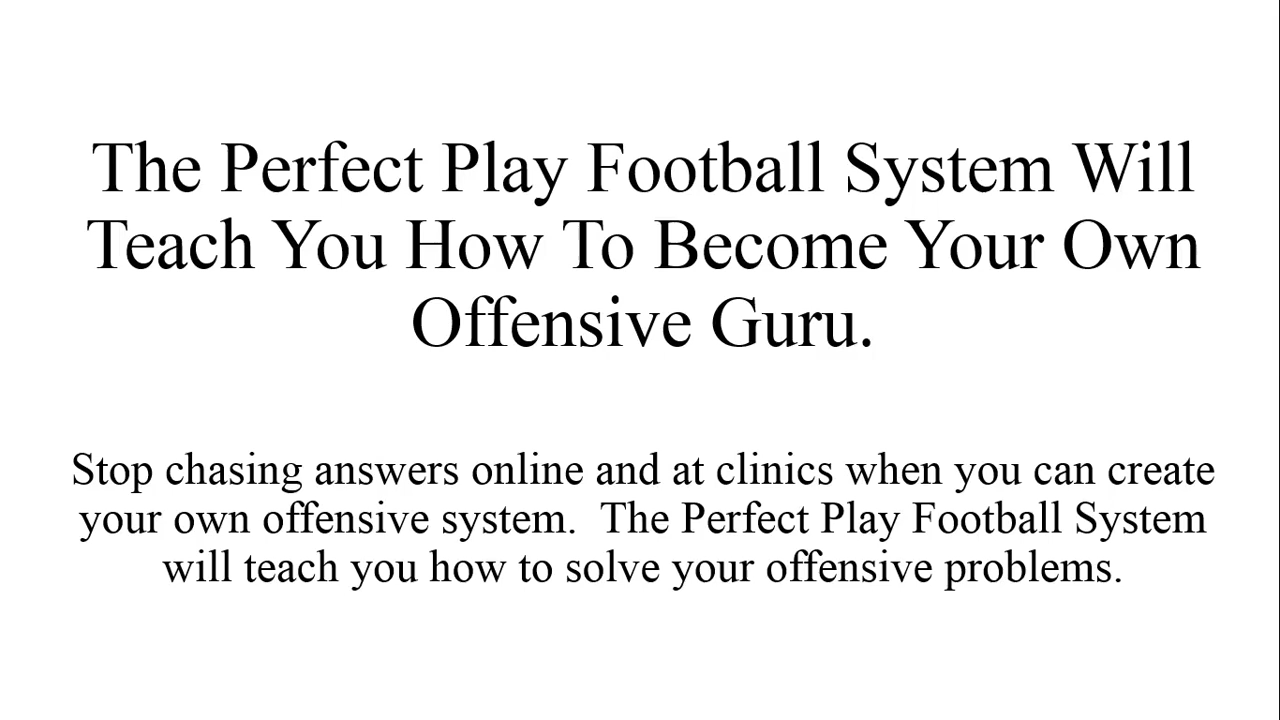 The Perfect Play Football System Will
Teach You How To Become Your Own
Offensive Guru.
Stop chasing answers online and at clinics when you can create
your own offensive system.  The Perfect Play Football System
will teach you how to solve your offensive problems.